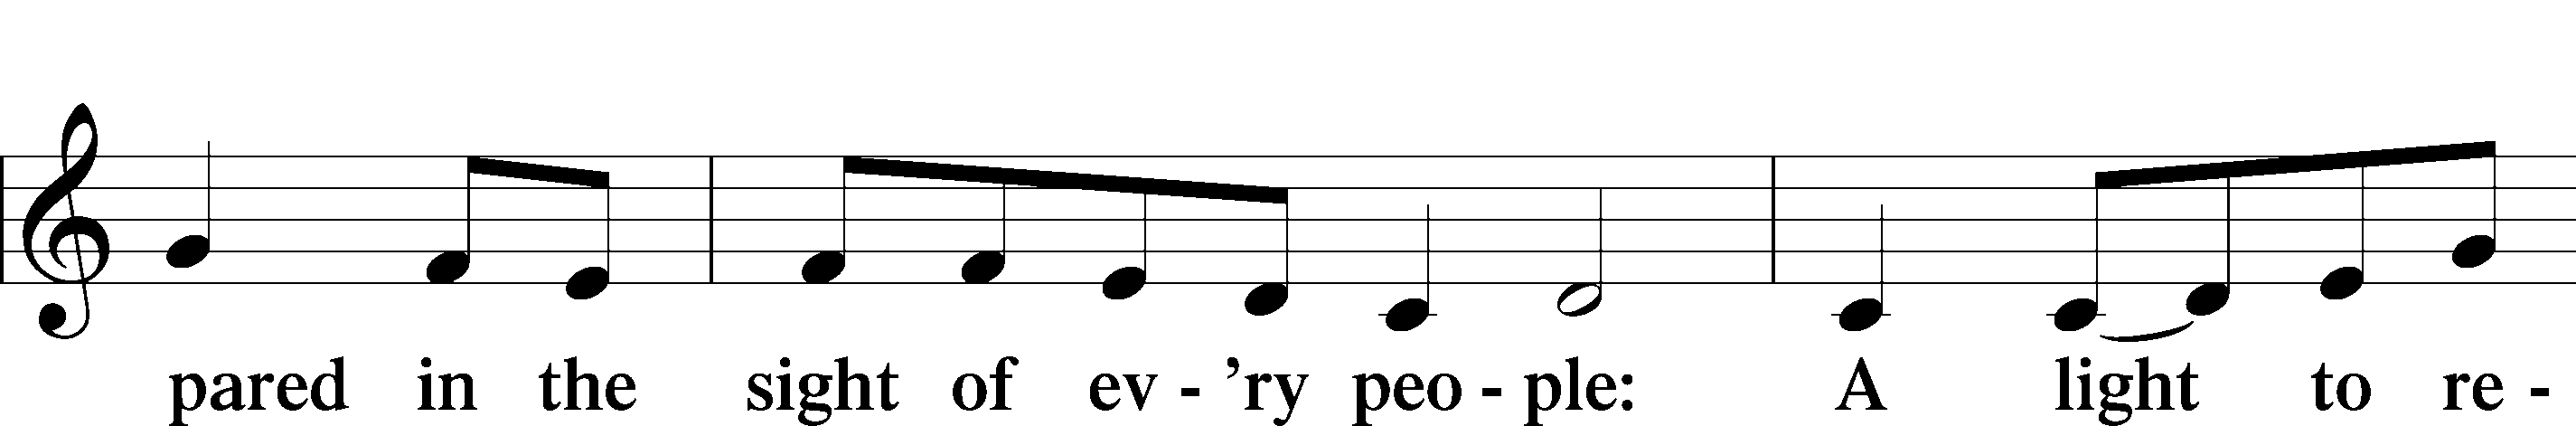 pared in the sight of ev - ’ry peo - ple: A light to re -